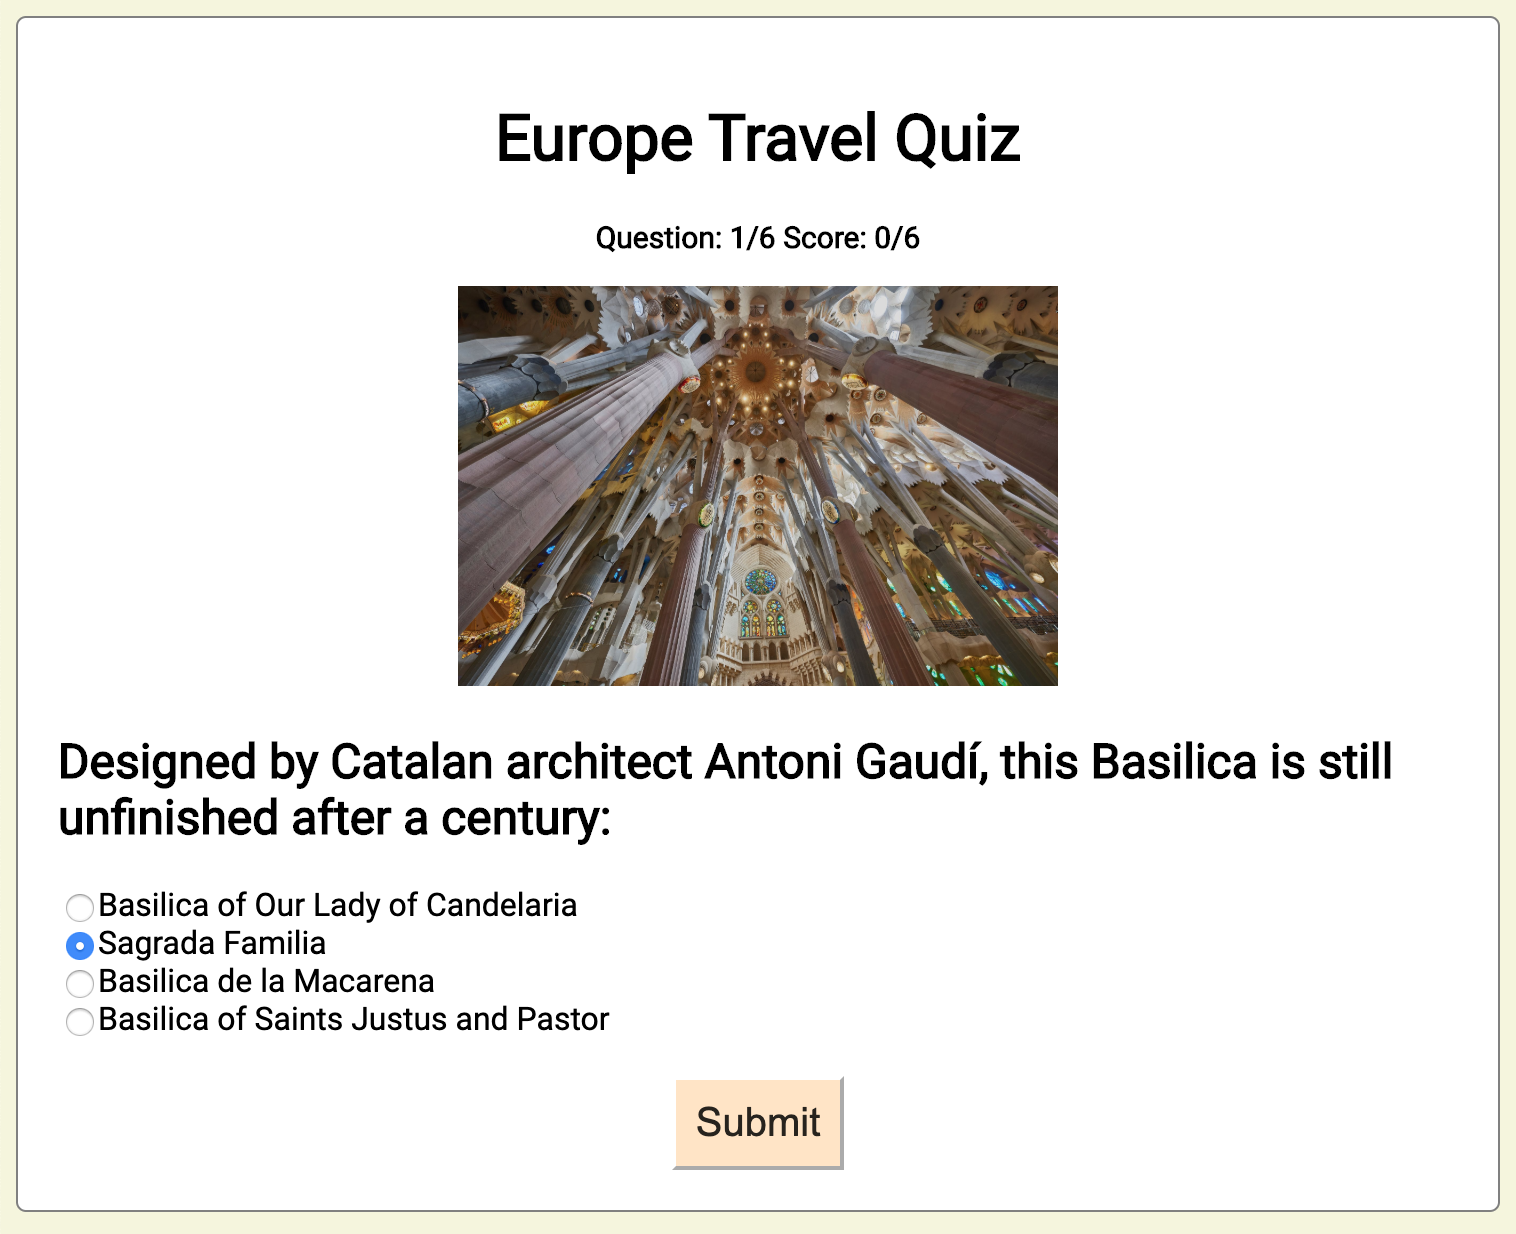 Europe Travel Quiz
Question: 1/6 Score: 0/6
Designed by Catalan architect Antoni Gaudí, this Basilica is still
unfinished after a century:
Basilica of Our Lady of Candelaria
Sagrada Familia
Basilica de la Macarena
Basilica of Saints Justus and Pastor
Submit